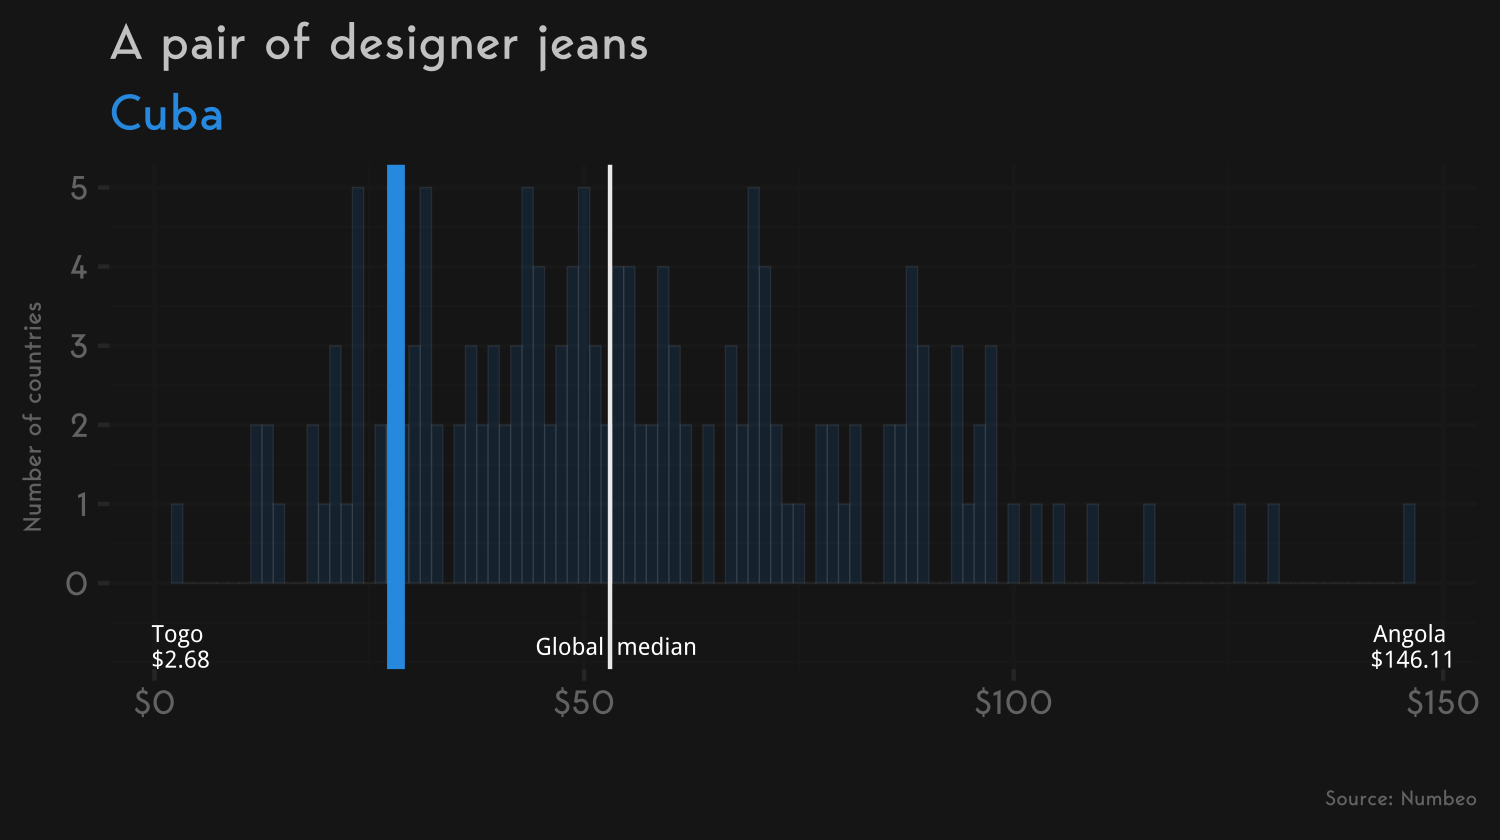 A pair of designer jeans
Cuba
Number of countries
5
4
3
2
1
0
Togo
$2.68
Global median
Angola
$146.11
$0 $50 $100 $150
Source: Numbeo